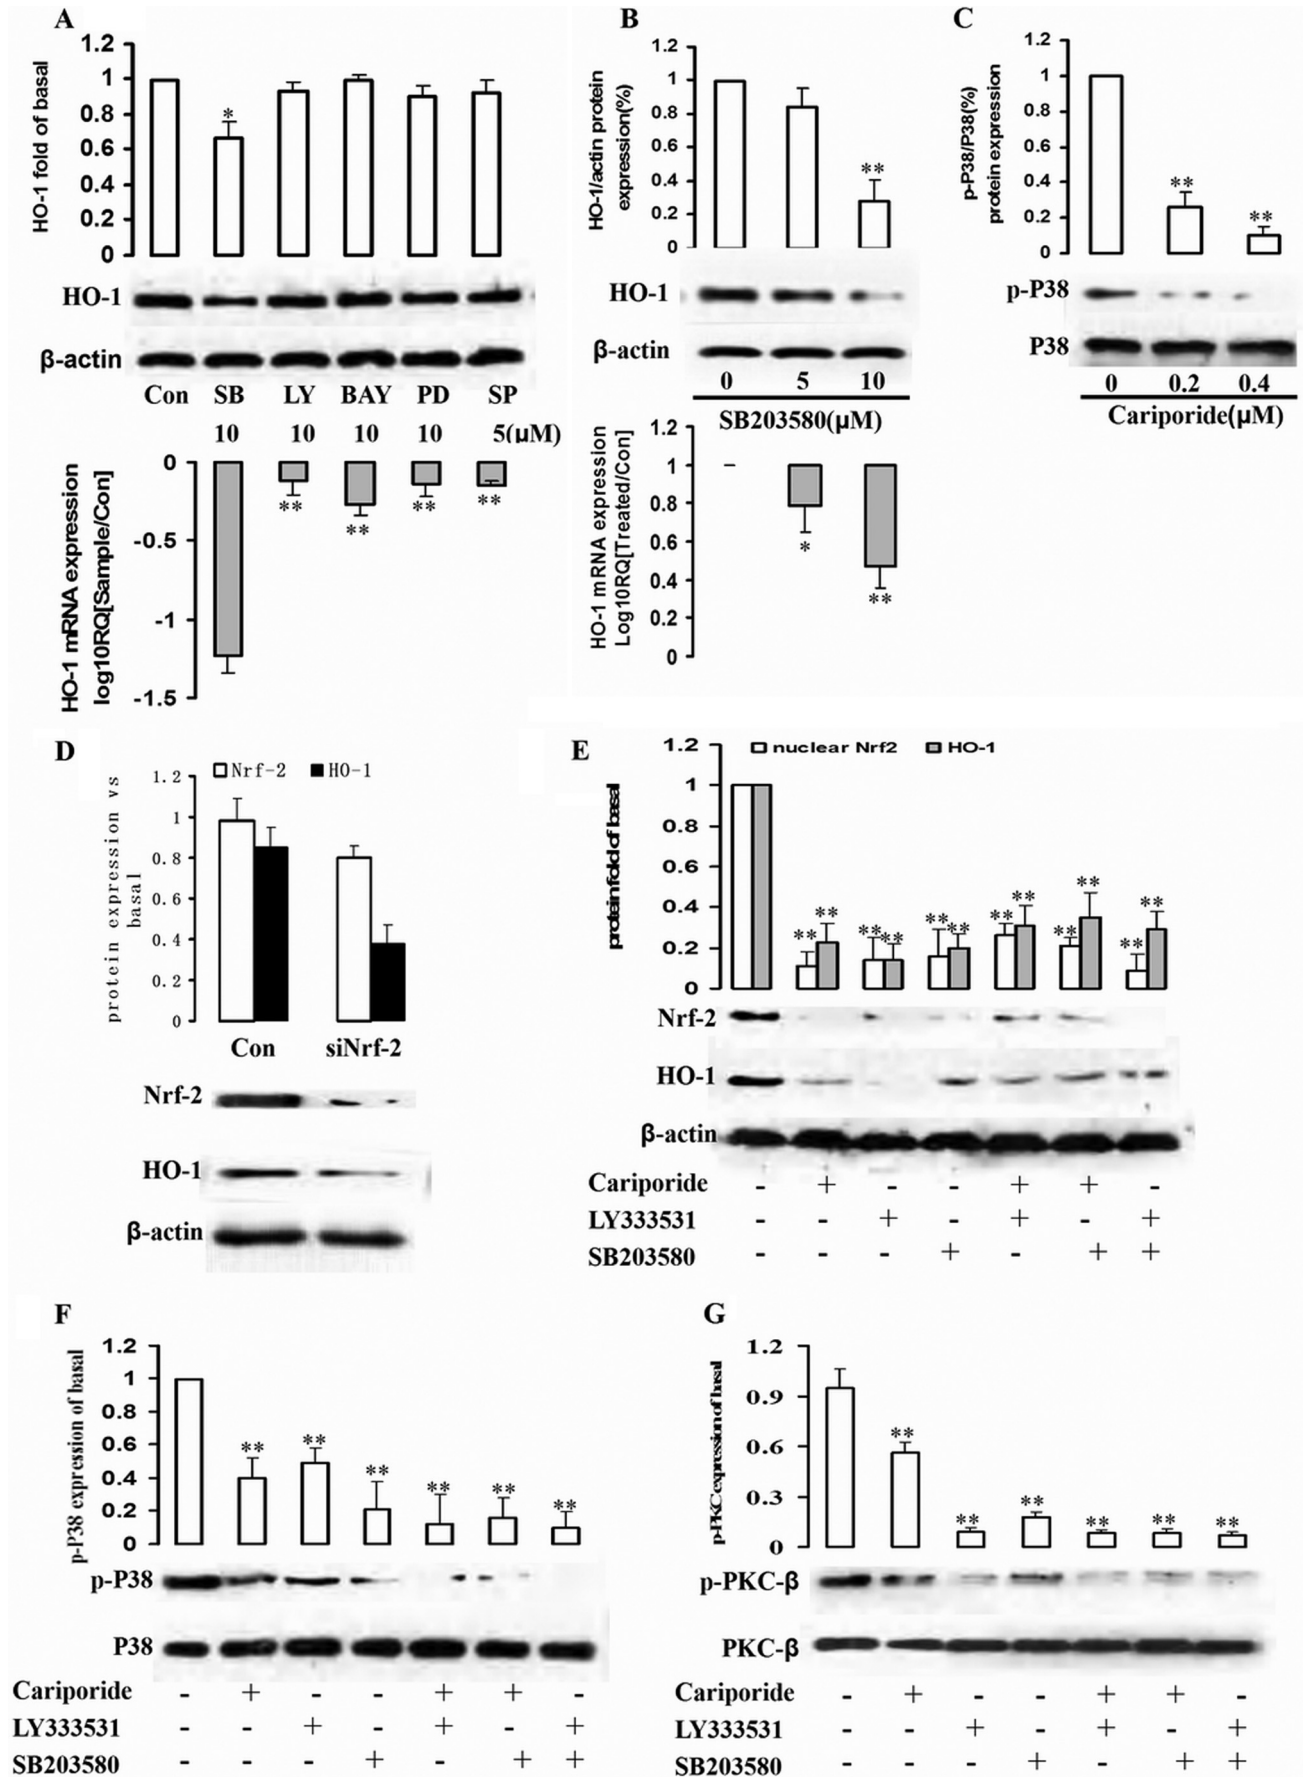 A
HO-1 fold of basal
1.2
1
0.8
0.6
0.4
0.2
0
*
HO-1
β-actin
Con SB LY BAY PD SP
10 10 10 10 5(μM)
HO-1 mRNA expression
log10RQ[Sample/Con]
0
-0.5
-1
-1.5
** ** ** **
B
HO-1/actin protein
expression(%)
1.2
1
0.8
0.6
0.4
0.2
0
**
HO-1
β-actin
0 5 10
SB203580(μM)
HO-1 mRNA expression
Log10RQ[Treated/Con]
1.2
1
0.8
0.6
0.4
0.2
0
*
**
C
p-P38/P38(%)
protein expression
1.2
1
0.8
0.6
0.4
0.2
0
**
**
p-P38
P38
0 0.2 0.4
Cariporide(μM)
D
protein expression vs
basal
Nrf-2 HO-1
1.2
1
0.8
0.6
0.4
0.2
0
Con siNrf-2
Nrf-2
HO-1
β-actin
E
protein fold of basal
nuclear Nrf2 HO-1
1.2
1
0.8
0.6
0.4
0.2
0
** ** ** ** ** ** ** ** ** ** ** **
Nrf-2
HO-1
β-actin
Cariporide - + - - + + -
LY333531 - - + - + - +
SB203580 - - - + - + +
F
p-P38 expression of basal
1.2
1
0.8
0.6
0.4
0.2
0
** ** ** ** ** **
p-P38
P38
Cariporide - + - - + + -
LY333531 - - + - + - +
SB203580 - - - + - + +
G
p-PKC expression of basal
1.2
0.9
0.6
0.3
0
** ** ** ** ** **
p-PKC-β
PKC-β
Cariporide - + - - + + -
LY333531 - - + - + - +
SB203580 - - - + - + +